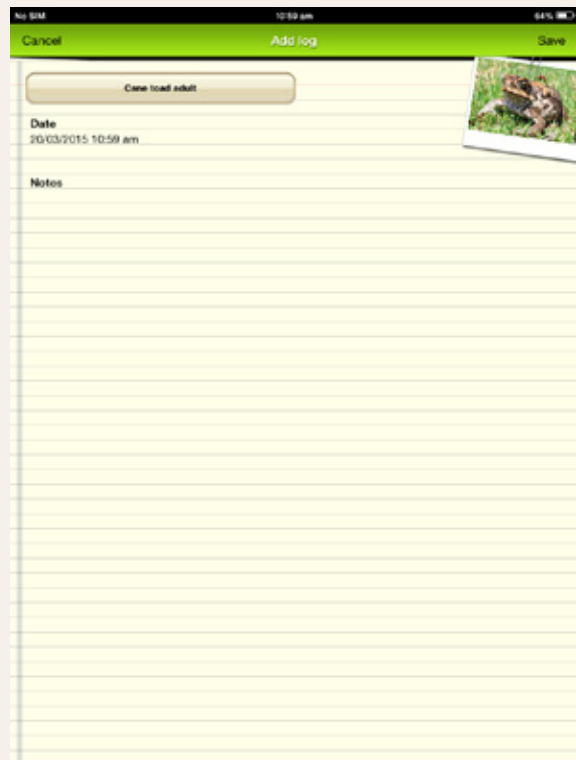 No SIM 10:59 am 64%
Cancel Add log Save
Cane toad adult
Date
20/03/2015 10:59 am
Notes